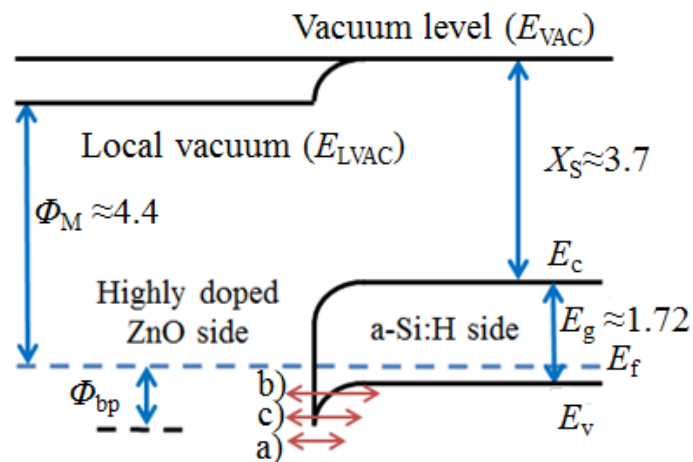 Vacuum level (E_VAC)
Local vacuum (E_LVAC)
Φ_M ≈4.4
X_S≈3.7
E_c
Highly doped
ZnO side
a-Si:H side
E_g≈1.72
E_f
Φ_bp
b)
c)
a)
E_v